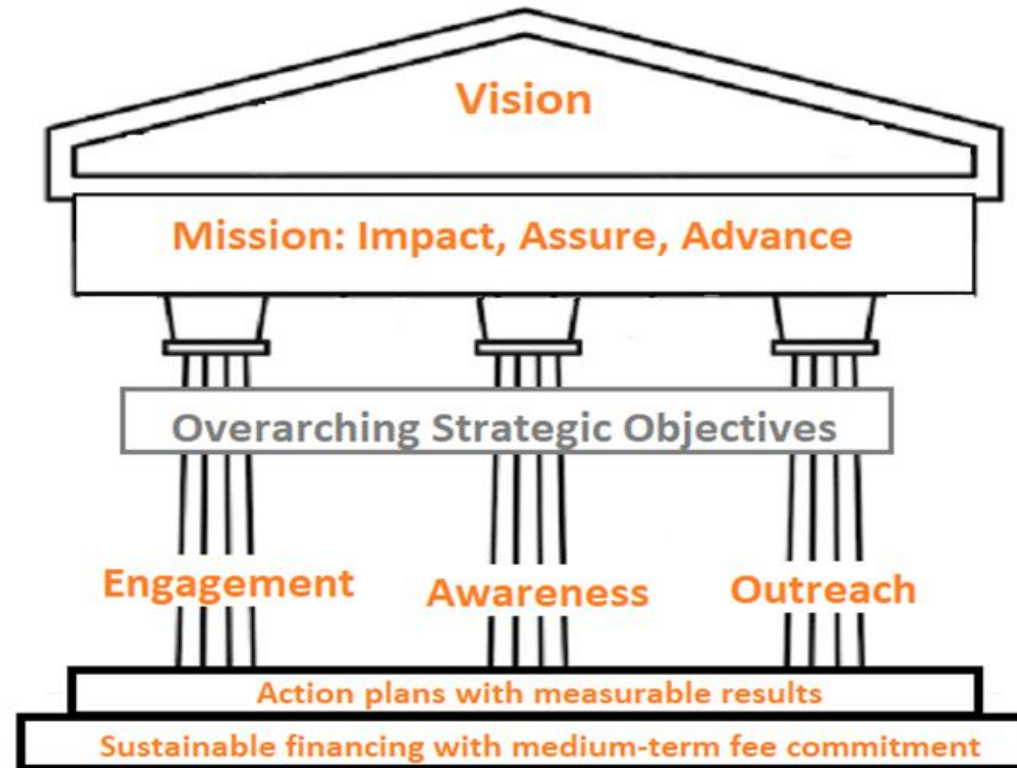 Vision
Mission: Impact, Assure, Advance
Overarching Strategic Objectives
Engagement
Awareness
Outreach
Action plans with measurable results
Sustainable financing with medium-term fee commitment